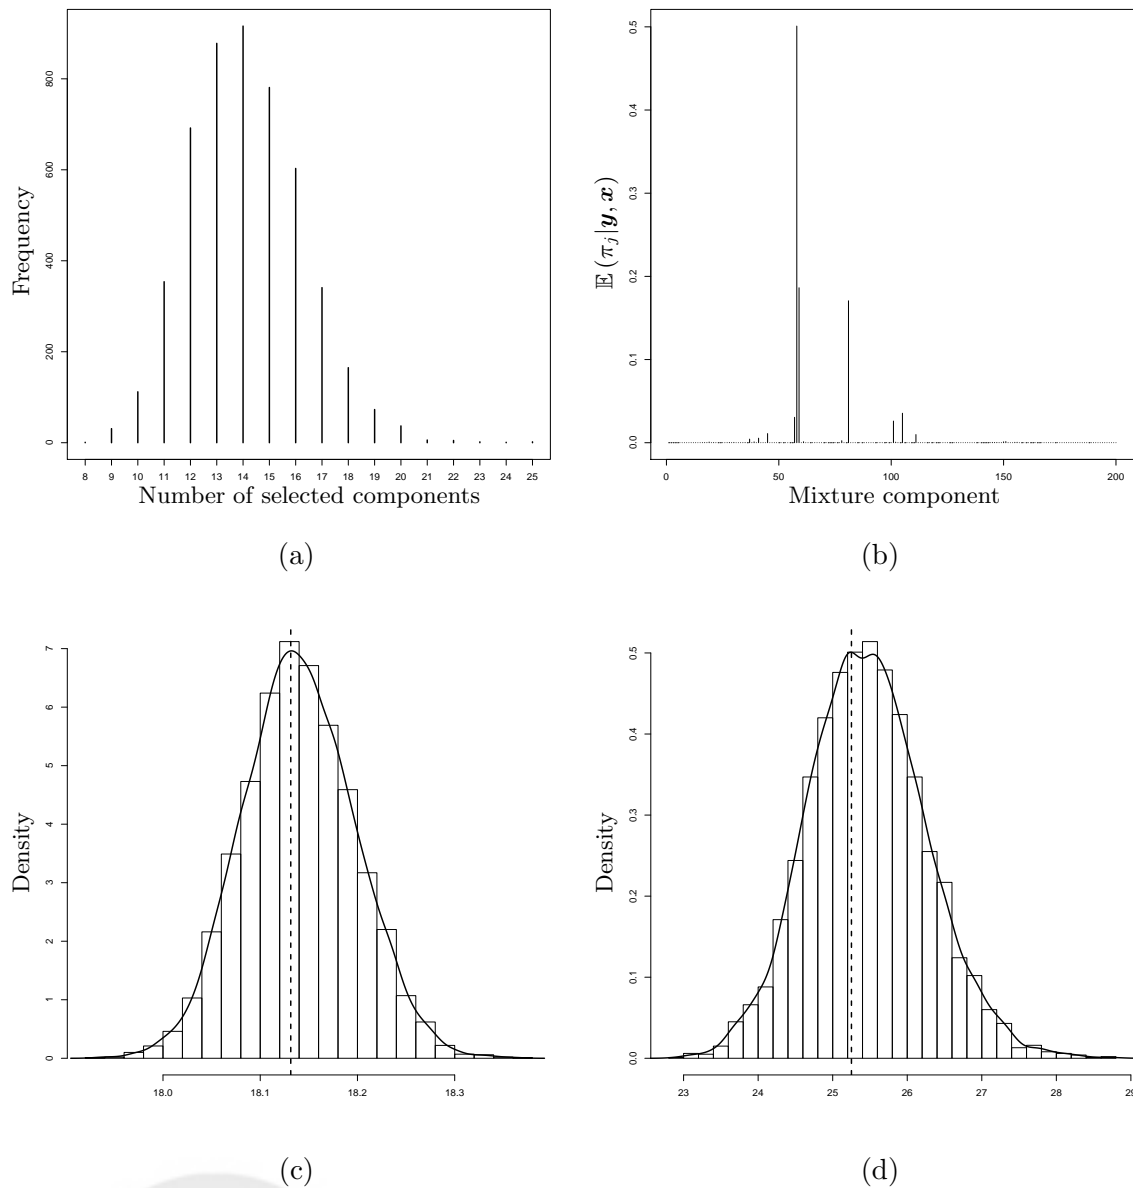 Frequency
0 200 400 600 800
8 9 10 11 12 13 14 15 16 17 18 19 20 21 22 23 24 25
Number of selected components
(a)
𝔼 (π_j|y, x)
0.0 0.1 0.2 0.3 0.4 0.5
0 50 100 150 200
Mixture component
(b)
Density
0 1 2 3 4 5 6 7
18.0 18.1 18.2 18.3
(c)
Density
0.0 0.1 0.2 0.3 0.4 0.5
23 24 25 26 27 28 29
(d)